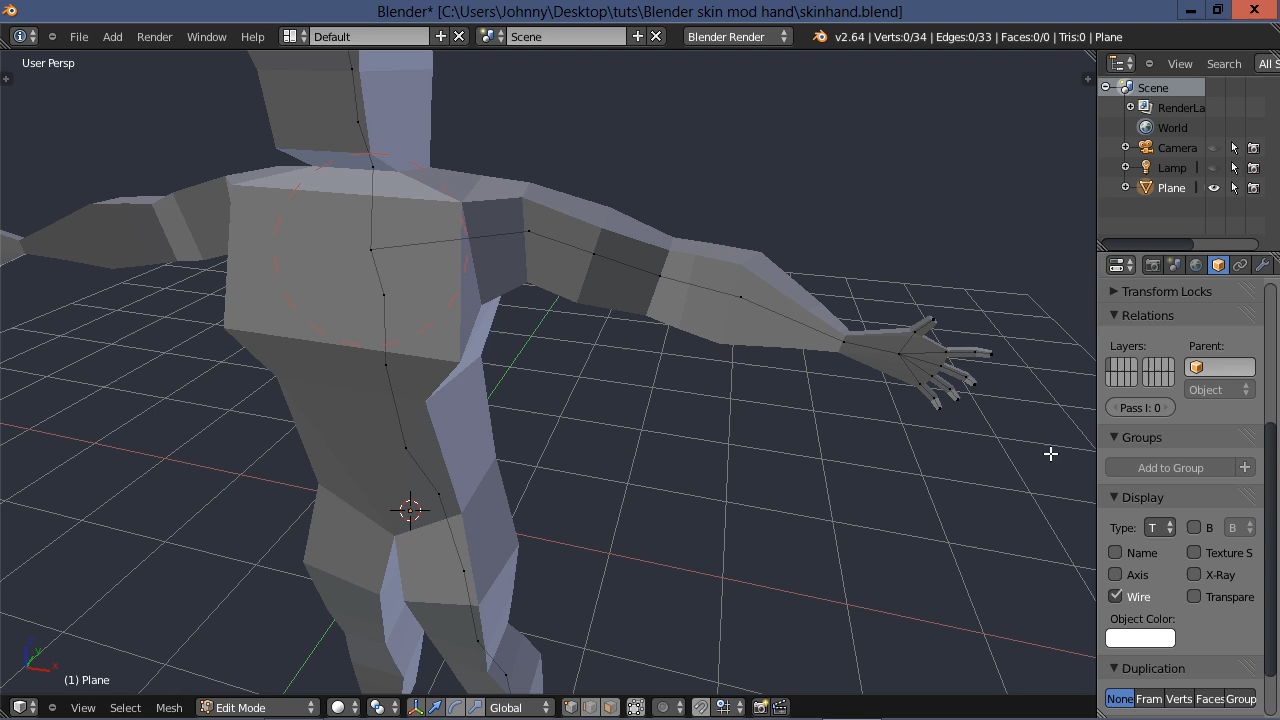 Blender* [C:\Users\Johnny\Desktop\tuts\Blender skin mod hand\skinhand.blend]
File Add Render Window Help Default Scene Blender Render v2.64 | Verts:0/34 | Edges:0/33 | Faces:0/0 | Tris:0 | Plane
User Persp
View Search All S
Scene
RenderLa
World
Camera
Lamp
Plane
Transform Locks
Relations
Layers: Parent:
Object
Pass I: 0
Groups
Add to Group
Display
Type: T B B
Name Texture S
Axis X-Ray
Wire Transpare
Object Color:
Duplication
None Fram Verts Faces Group
z
y
x
(1) Plane
View Select Mesh Edit Mode Global